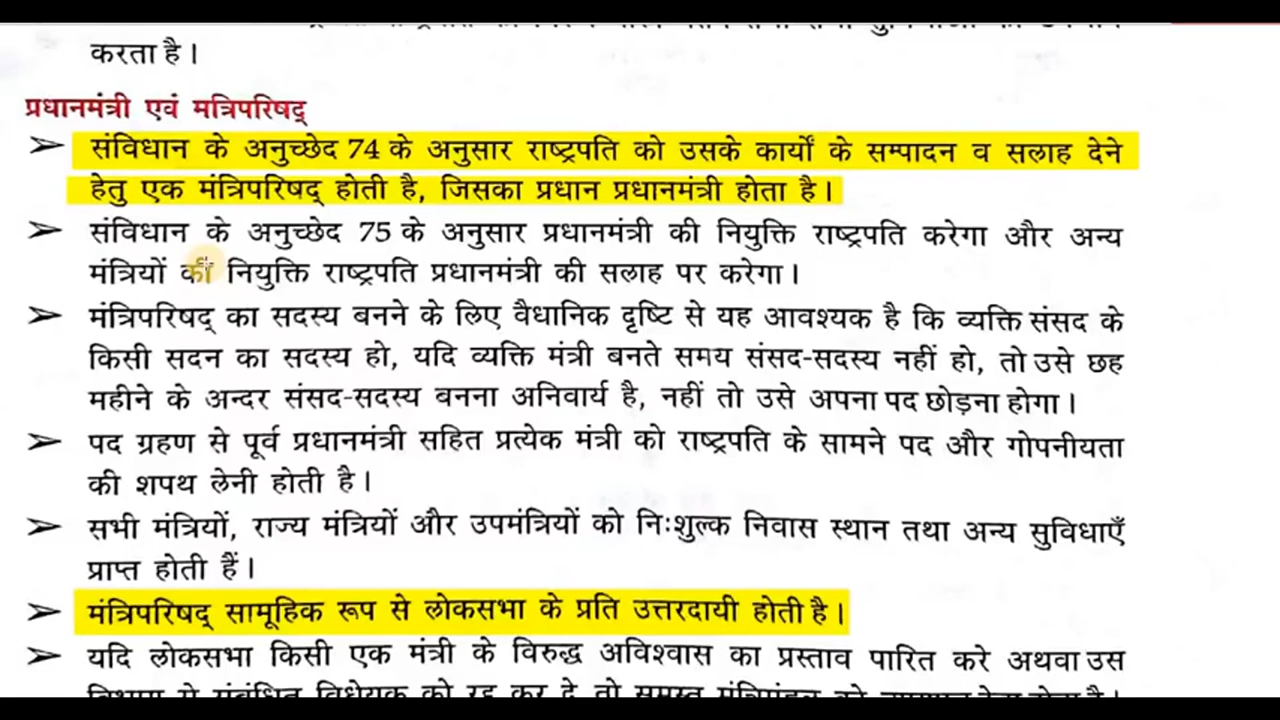 करता है।
प्रधानमंत्री एवं मत्रिपरिषद्
➢ संविधान के अनुच्छेद 74 के अनुसार राष्ट्रपति को उसके कार्यों के सम्पादन व सलाह देने
हेतु एक मंत्रिपरिषद् होती है, जिसका प्रधान प्रधानमंत्री होता है।
➢ संविधान के अनुच्छेद 75 के अनुसार प्रधानमंत्री की नियुक्ति राष्ट्रपति करेगा और अन्य
मंत्रियों की नियुक्ति राष्ट्रपति प्रधानमंत्री की सलाह पर करेगा।
➢ मंत्रिपरिषद् का सदस्य बनने के लिए वैधानिक दृष्टि से यह आवश्यक है कि व्यक्ति संसद के
किसी सदन का सदस्य हो, यदि व्यक्ति मंत्री बनते समय संसद-सदस्य नहीं हो, तो उसे छह
महीने के अन्दर संसद-सदस्य बनना अनिवार्य है, नहीं तो उसे अपना पद छोड़ना होगा।
➢ पद ग्रहण से पूर्व प्रधानमंत्री सहित प्रत्येक मंत्री को राष्ट्रपति के सामने पद और गोपनीयता
की शपथ लेनी होती है।
➢ सभी मंत्रियों, राज्य मंत्रियों और उपमंत्रियों को निःशुल्क निवास स्थान तथा अन्य सुविधाएँ
प्राप्त होती हैं।
➢ मंत्रिपरिषद् सामूहिक रूप से लोकसभा के प्रति उत्तरदायी होती है।
➢ यदि लोकसभा किसी एक मंत्री के विरुद्ध अविश्वास का प्रस्ताव पारित करे अथवा उस